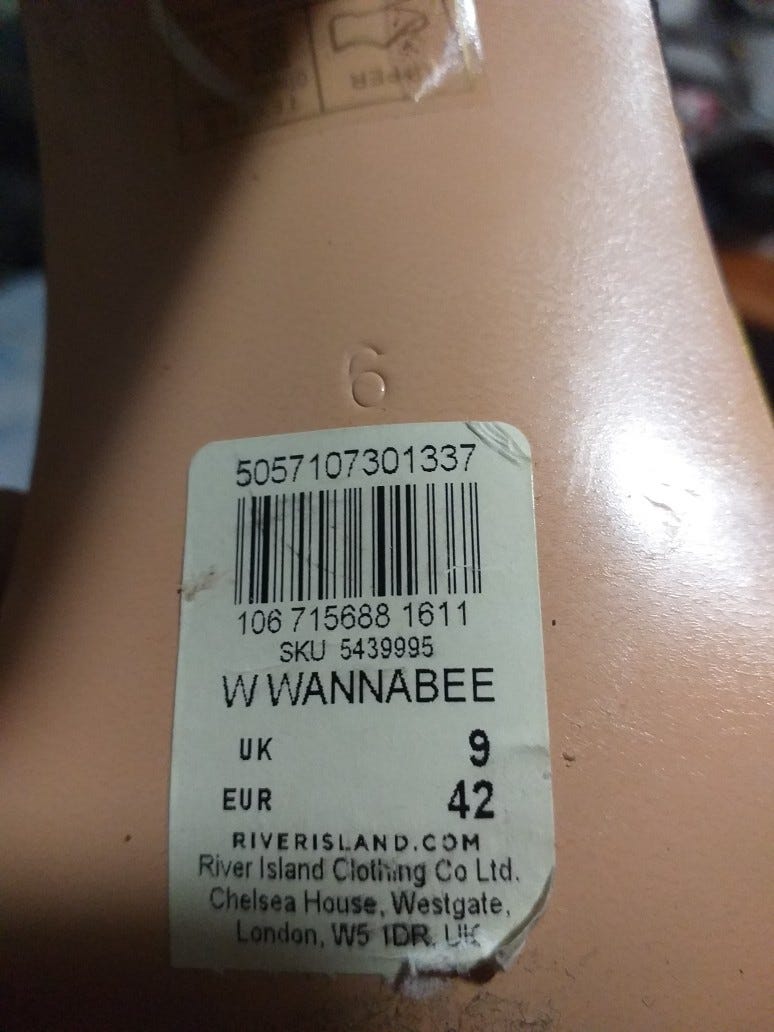 6
5057107301337
106 715688 1611
SKU 5439995
W WANNABEE
UK 9
EUR 42
RIVERISLAND.COM
River Island Clothing Co Ltd.
Chelsea House, Westgate,
London, W5 1DR. UK